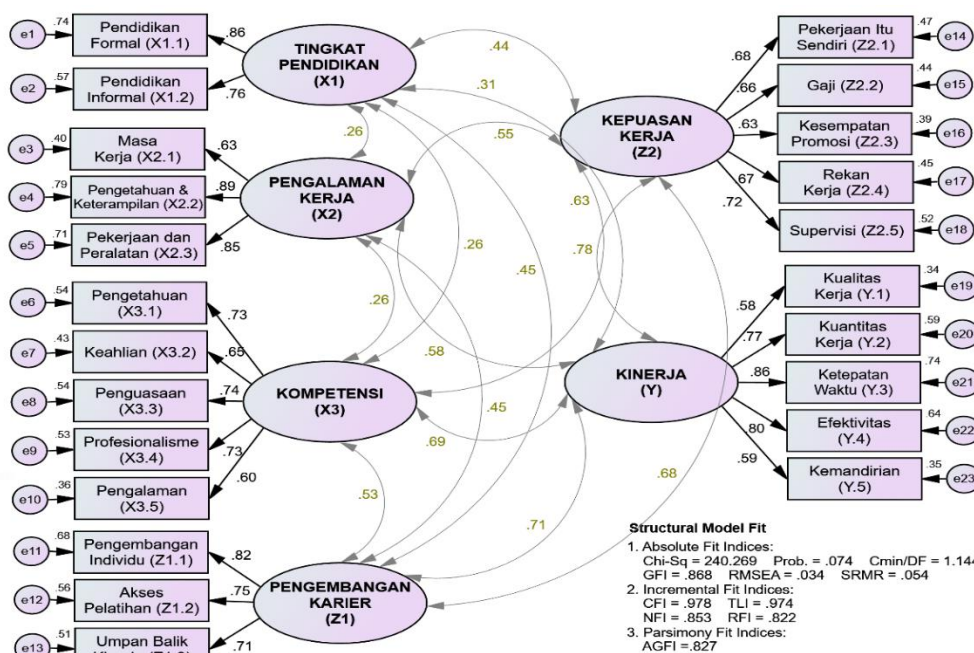 e1
.74
Pendidikan
Formal (X1.1)
.86
e2
.57
Pendidikan
Informal (X1.2)
.76
TINGKAT
PENDIDIKAN
(X1)
e3
.40
Masa
Kerja (X2.1)
.63
e4
.79
Pengetahuan &
Keterampilan (X2.2)
.89
e5
.71
Pekerjaan dan
Peralatan (X2.3)
.85
PENGALAMAN
KERJA
(X2)
e6
.54
Pengetahuan
(X3.1)
.73
e7
.43
Keahlian (X3.2)
.65
e8
.54
Penguasaan
(X3.3)
.74
e9
.53
Profesionalisme
(X3.4)
.73
e10
.36
Pengalaman
(X3.5)
.60
KOMPETENSI
(X3)
e11
.68
Pengembangan
Individu (Z1.1)
.82
e12
.56
Akses
Pelatihan (Z1.2)
.75
e13
.51
Umpan Balik
.71
PENGEMBANGAN
KARIER
(Z1)
.44
.31
.26
.55
.63
.26
.78
.45
.26
.58
.45
.69
.53
.68
.71
KEPUASAN
KERJA
(Z2)
.68
Pekerjaan Itu
Sendiri (Z2.1)
.47
e14
.66
Gaji (Z2.2)
.44
e15
.63
Kesempatan
Promosi (Z2.3)
.39
e16
.67
Rekan
Kerja (Z2.4)
.45
e17
.72
Supervisi (Z2.5)
.52
e18
KINERJA
(Y)
.58
Kualitas
Kerja (Y.1)
.34
e19
.77
Kuantitas
Kerja (Y.2)
.59
e20
.86
Ketepatan
Waktu (Y.3)
.74
e21
.80
Efektivitas
(Y.4)
.64
e22
.59
Kemandirian
(Y.5)
.35
e23
Structural Model Fit
1. Absolute Fit Indices:
Chi-Sq = 240.269 Prob. = .074 Cmin/DF = 1.144
GFI = .868 RMSEA = .034 SRMR = .054
2. Incremental Fit Indices:
CFI = .978 TLI = .974
NFI = .853 RFI = .822
3. Parsimony Fit Indices:
AGFI = .827